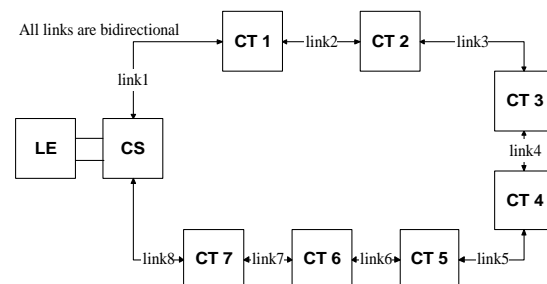 All links are bidirectional
CT 1
link2
CT 2
link3
link1
CT 3
LE
CS
link4
CT 4
link8
CT 7
link7
CT 6
link6
CT 5
link5